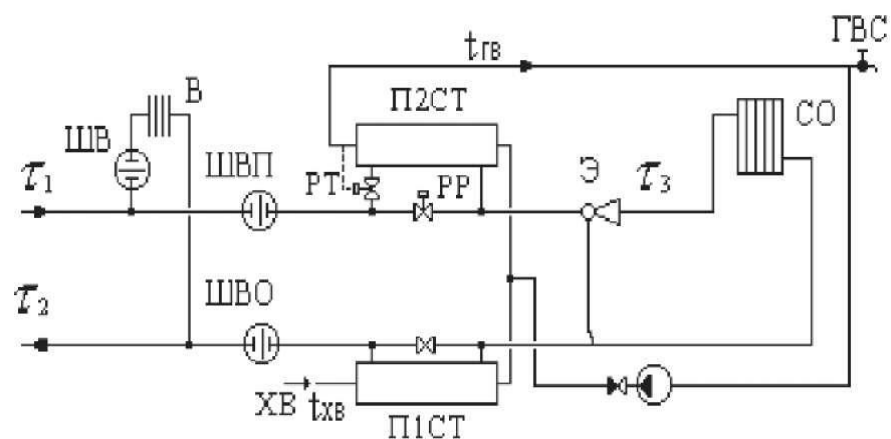 ГВС
tГВ
В
П2СТ
СО
ШВ
ШВП
РТ
РР
Э
τ3
τ1
ШВО
τ2
ХВ
tХВ
П1СТ